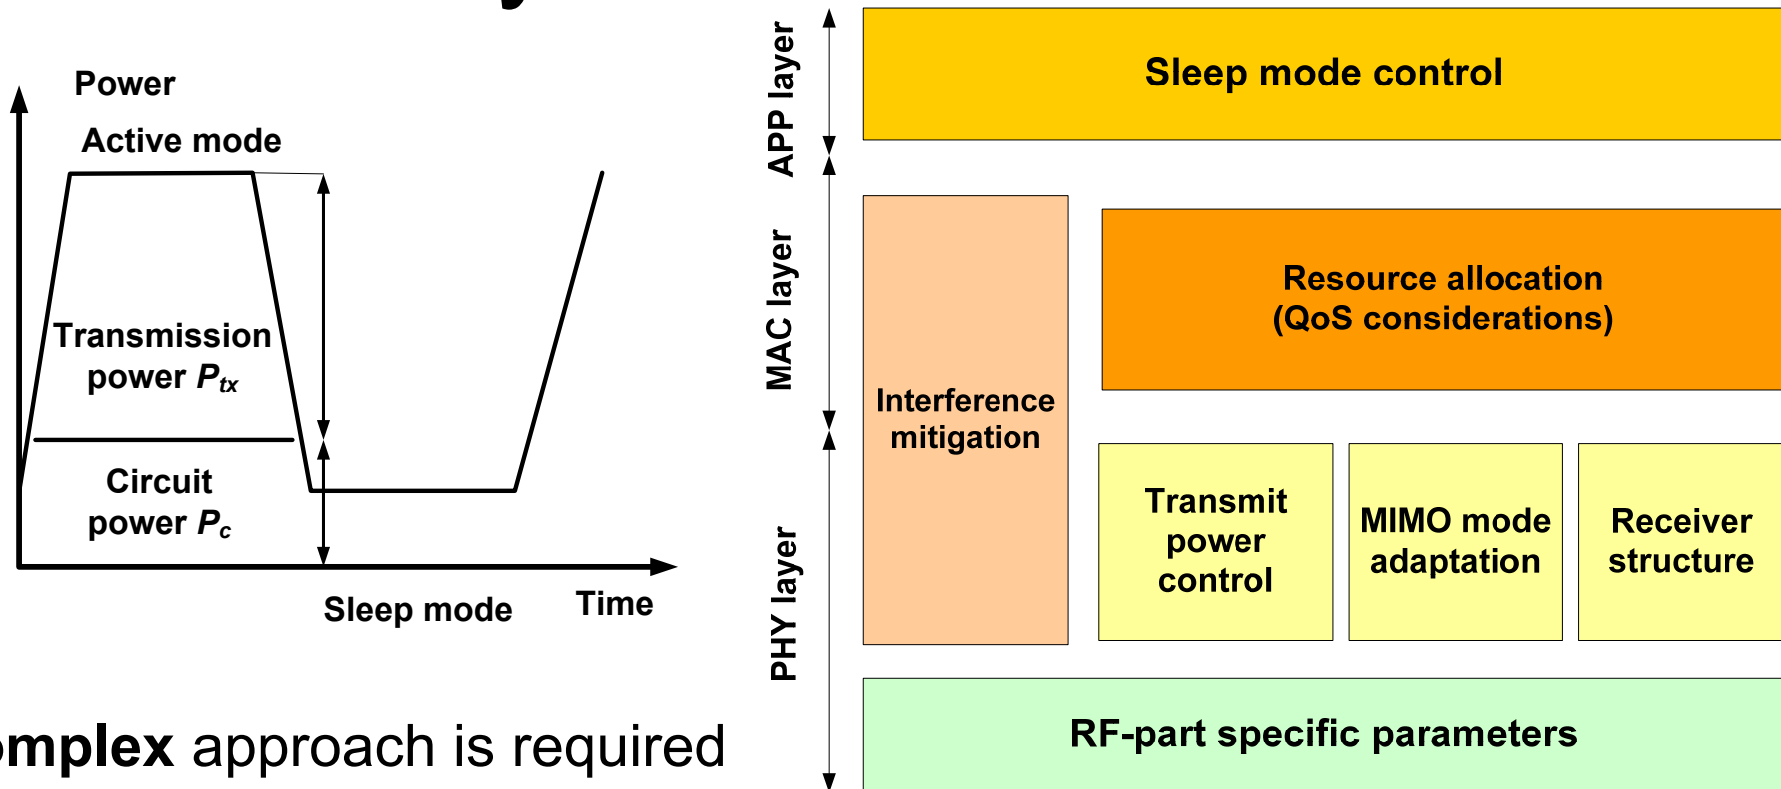 Power
Active mode
Transmission
power Ptx
Circuit
power Pc
Sleep mode
Time
omplex approach is required
APP layer
MAC layer
PHY layer
Sleep mode control
Resource allocation
(QoS considerations)
Interference
mitigation
Transmit
power
control
MIMO mode
adaptation
Receiver
structure
RF-part specific parameters